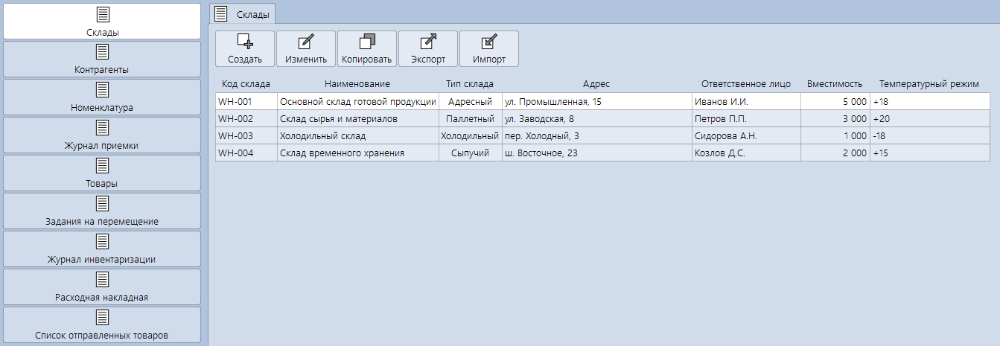 Склады
Контрагенты
Номенклатура
Журнал приемки
Товары
Задания на перемещение
Журнал инвентаризации
Расходная накладная
Список отправленных товаров
Склады
Создать Изменить Копировать Экспорт Импорт
Код склада Наименование Тип склада Адрес Ответственное лицо Вместимость Температурный режим
WH-001 Основной склад готовой продукции Адресный ул. Промышленная, 15 Иванов И.И. 5 000 +18
WH-002 Склад сырья и материалов Паллетный ул. Заводская, 8 Петров П.П. 3 000 +20
WH-003 Холодильный склад Холодильный пер. Холодный, 3 Сидорова А.Н. 1 000 -18
WH-004 Склад временного хранения Сыпучий ш. Восточное, 23 Козлов Д.С. 2 000 +15